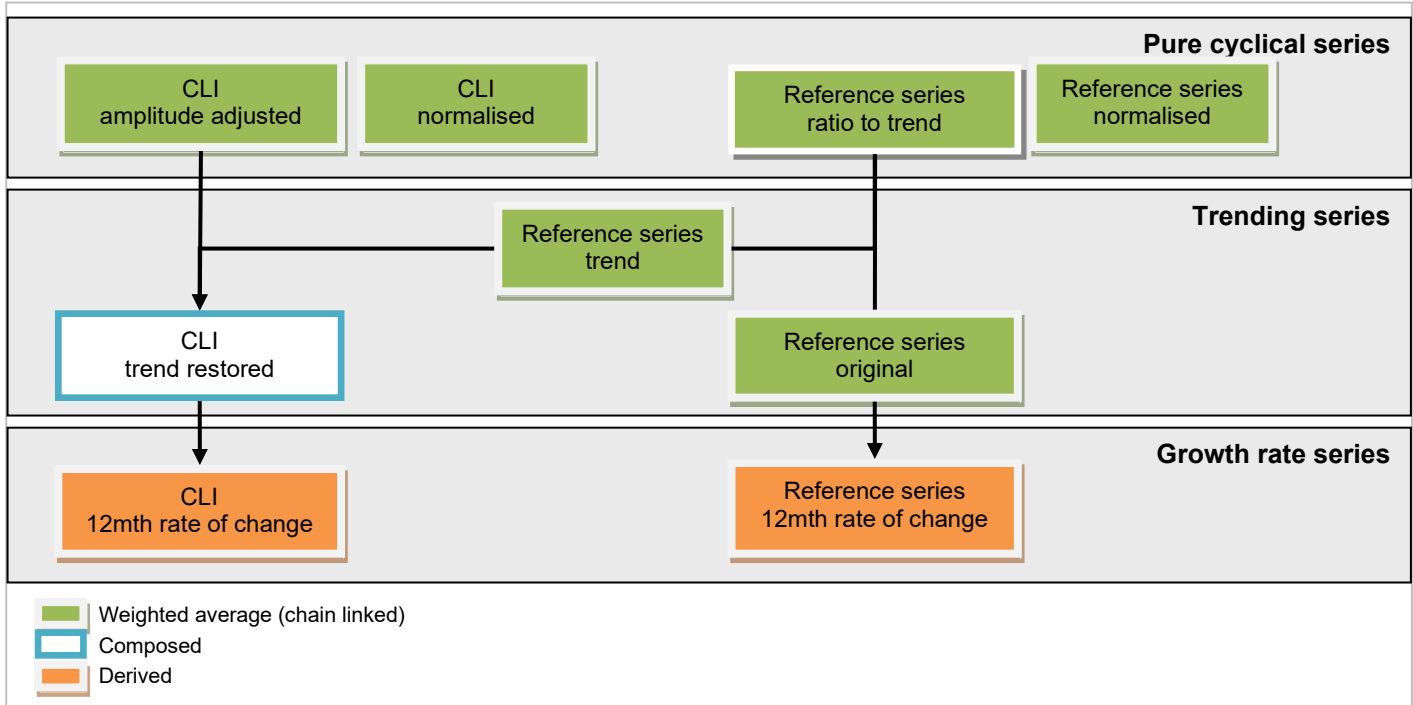 Pure cyclical series
CLI
amplitude adjusted
CLI
normalised
Reference series
ratio to trend
Reference series
normalised
Trending series
Reference series
trend
CLI
trend restored
Reference series
original
Growth rate series
CLI
12mth rate of change
Reference series
12mth rate of change
Weighted average (chain linked)
Composed
Derived